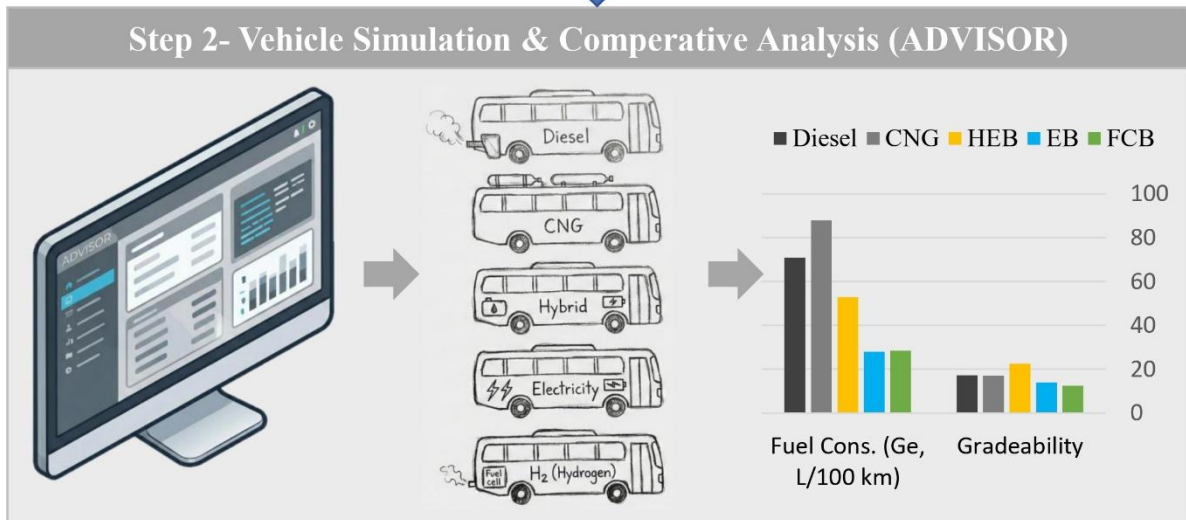 Step 2- Vehicle Simulation & Comperative Analysis (ADVISOR)
ADVISOR
Diesel
CNG
Hybrid
Electricity
Fuel
cell
H₂ (Hydrogen)
Diesel CNG HEB EB FCB
100
80
60
40
20
0
Fuel Cons. (Ge,
L/100 km)
Gradeability